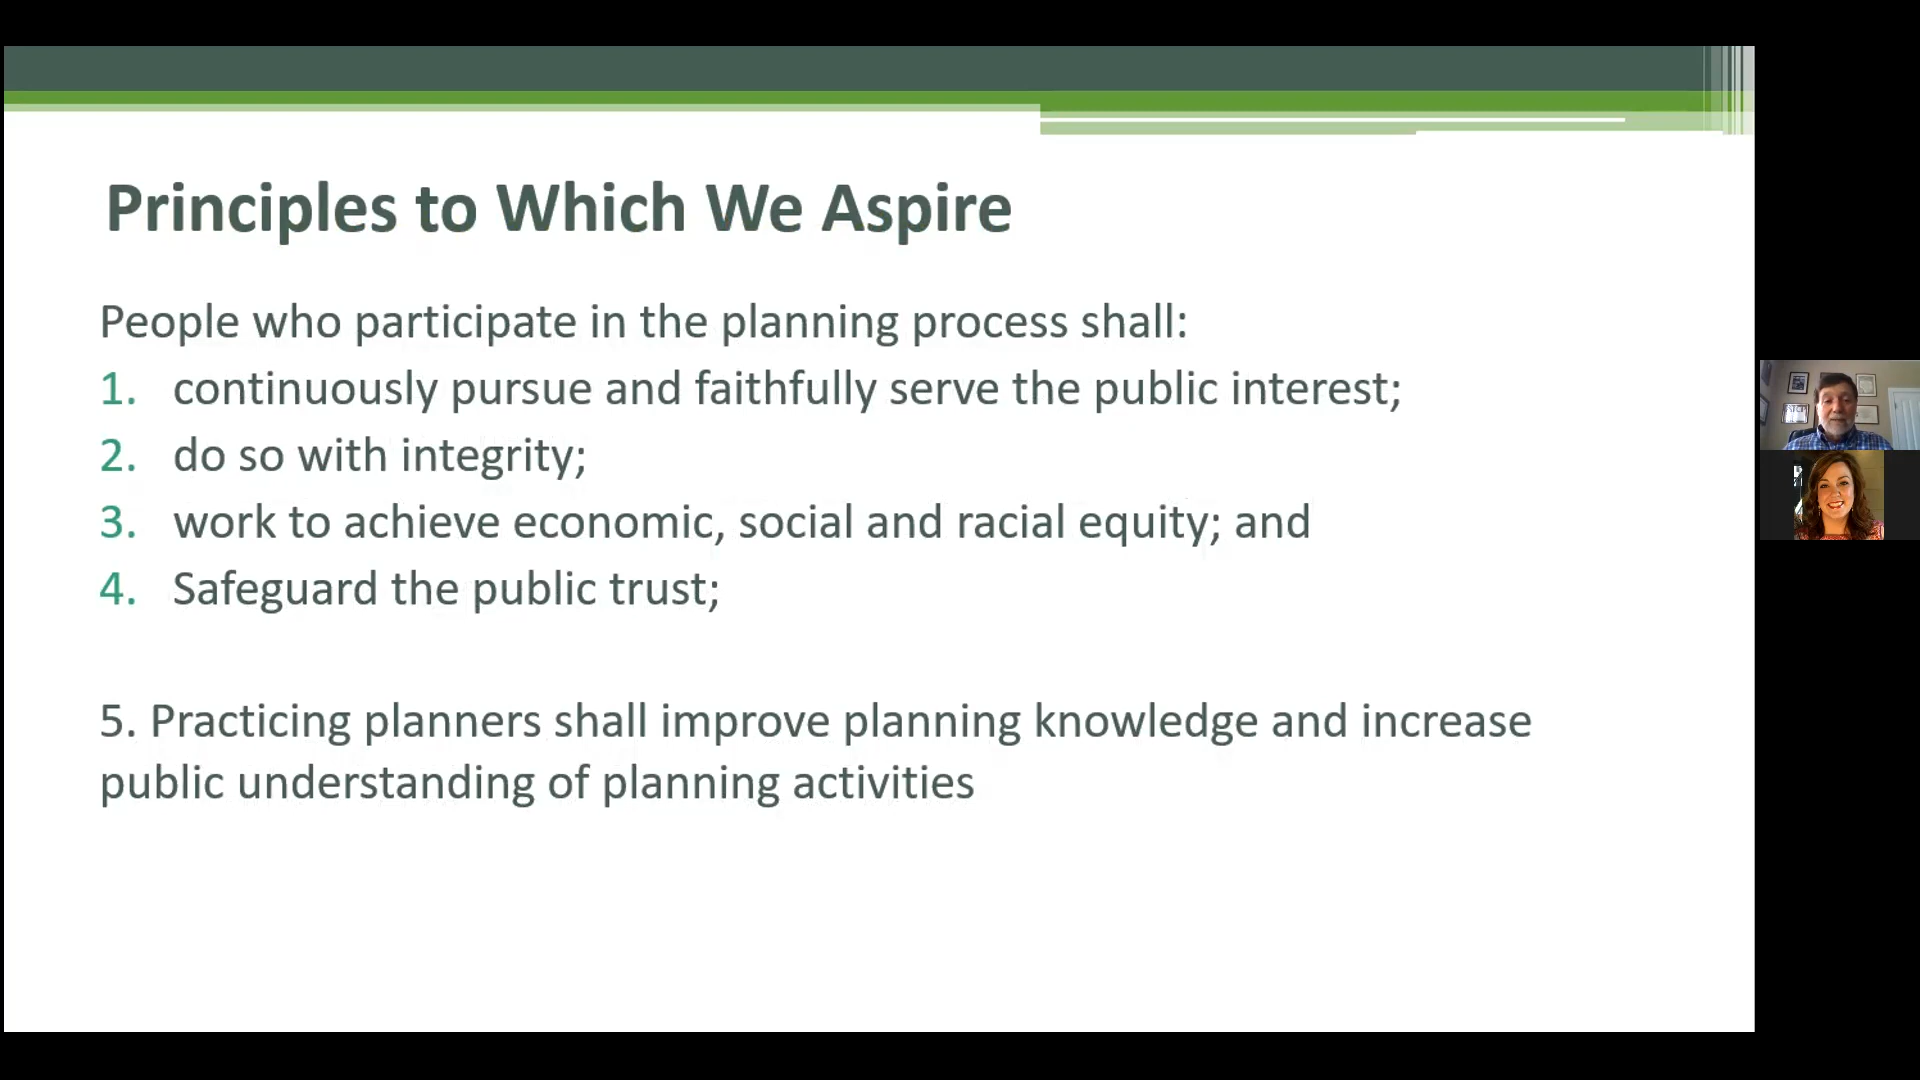 Principles to Which We Aspire
People who participate in the planning process shall:
1. continuously pursue and faithfully serve the public interest;
2. do so with integrity;
3. work to achieve economic, social and racial equity; and
4. Safeguard the public trust;
5. Practicing planners shall improve planning knowledge and increase
public understanding of planning activities